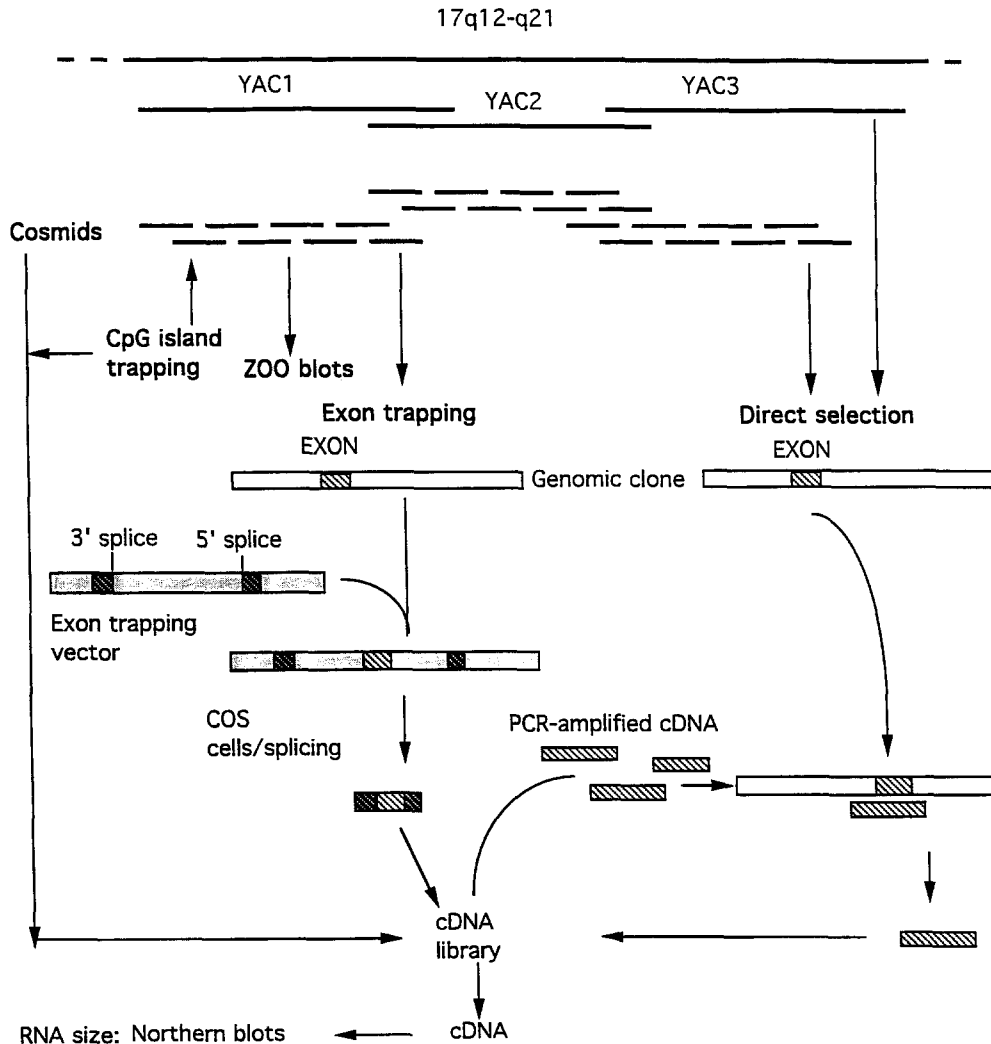 17q12-q21
YAC1
YAC2
YAC3
Cosmids
CpG island
trapping
ZOO blots
Exon trapping
EXON
Direct selection
EXON
Genomic clone
3' splice
5' splice
Exon trapping
vector
COS
cells/splicing
PCR-amplified cDNA
cDNA
library
RNA size: Northern blots
cDNA